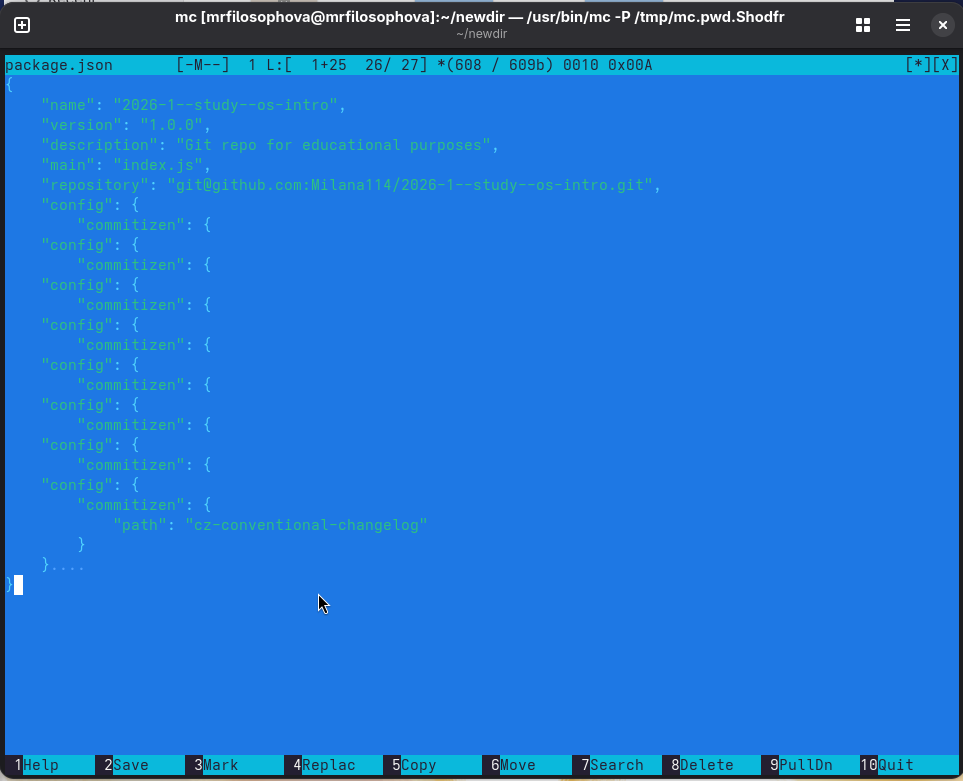 mc [mrfilosophova@mrfilosophova]:~/newdir — /usr/bin/mc -P /tmp/mc.pwd.Shodfr
~/newdir
package.json       [-M--]  1 L:[  1+25  26/ 27] *(608 / 609b) 0010 0x00A                            [*][X]
{
    "name": "2026-1--study--os-intro",
    "version": "1.0.0",
    "description": "Git repo for educational purposes",
    "main": "index.js",
    "repository": "git@github.com:Milana114/2026-1--study--os-intro.git",
    "config": {
        "commitizen": {
    "config": {
        "commitizen": {
    "config": {
        "commitizen": {
    "config": {
        "commitizen": {
    "config": {
        "commitizen": {
    "config": {
        "commitizen": {
    "config": {
        "commitizen": {
    "config": {
        "commitizen": {
            "path": "cz-conventional-changelog"
        }
    }....
}
1Help 2Save 3Mark 4Replac 5Copy 6Move 7Search 8Delete 9PullDn 10Quit